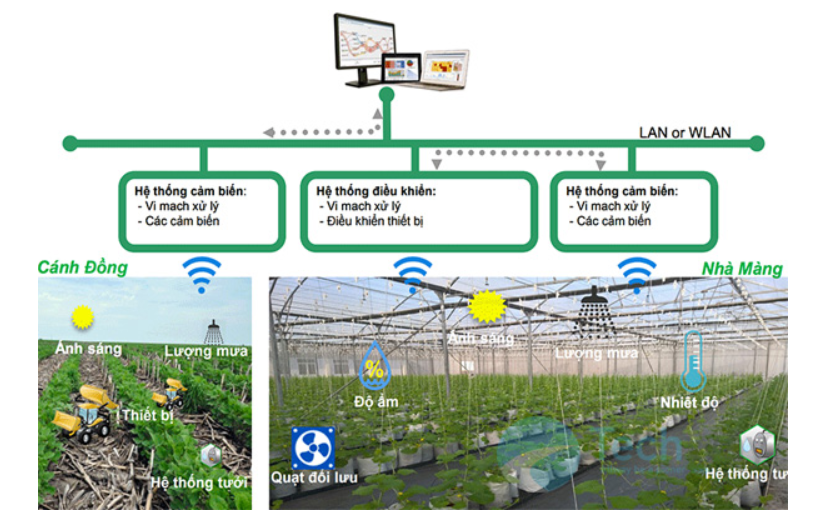 LAN or WLAN
Hệ thống cảm biến:
- Vi mạch xử lý
- Các cảm biến
Hệ thống điều khiển:
- Vi mạch xử lý
- Điều khiển thiết bị
Hệ thống cảm biến:
- Vi mạch xử lý
- Các cảm biến
Cánh Đồng
Nhà Màng
Ánh sáng
Lượng mưa
Thiết bị
Hệ thống tưới
Ánh sáng
Lượng mưa
%
Độ ẩm
Nhiệt độ
Quạt đối lưu
Tech
Hệ thống tư